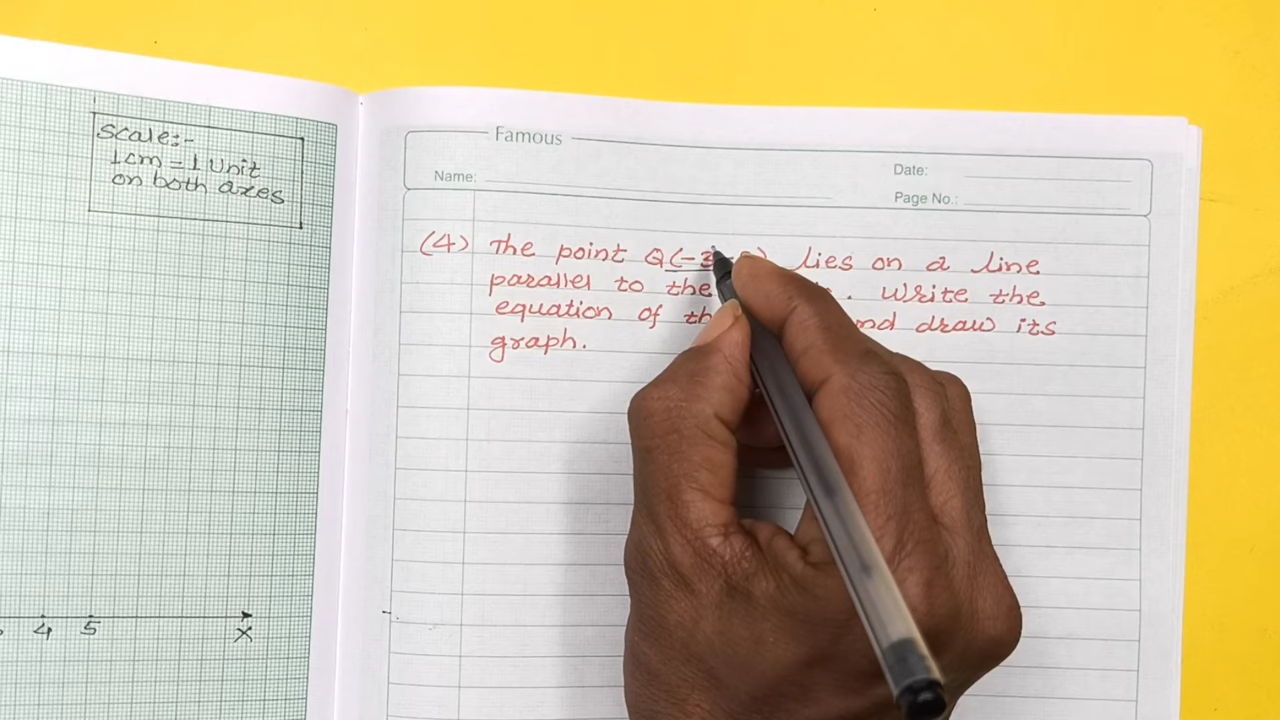 Scale:-
1cm = 1 Unit
on both axes
4 5
X
Famous
Name:
Date:
Page No.:
(4) The point Q(-3 lies on a line
parallel to the . Write the
equation of and draw its
graph.